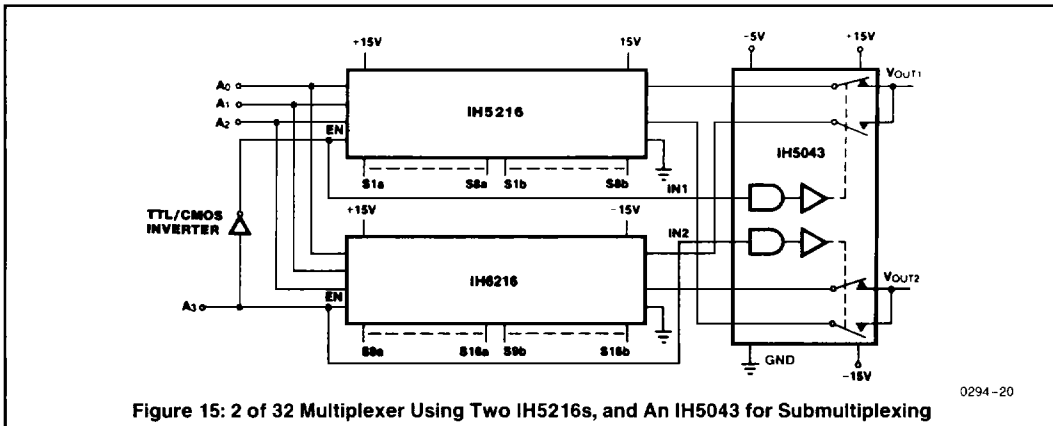 +15V
15V
-5V
+15V
A0
A1
A2
EN
IH5216
VOUT1
IH5043
S1a
S8a
S1b
S8b
IN1
TTL/CMOS
INVERTER
+15V
-15V
IN2
IH6216
A3
EN
VOUT2
S9a
S16a
S9b
S16b
GND
-15V
0294-20
Figure 15: 2 of 32 Multiplexer Using Two IH5216s, and An IH5043 for Submultiplexing